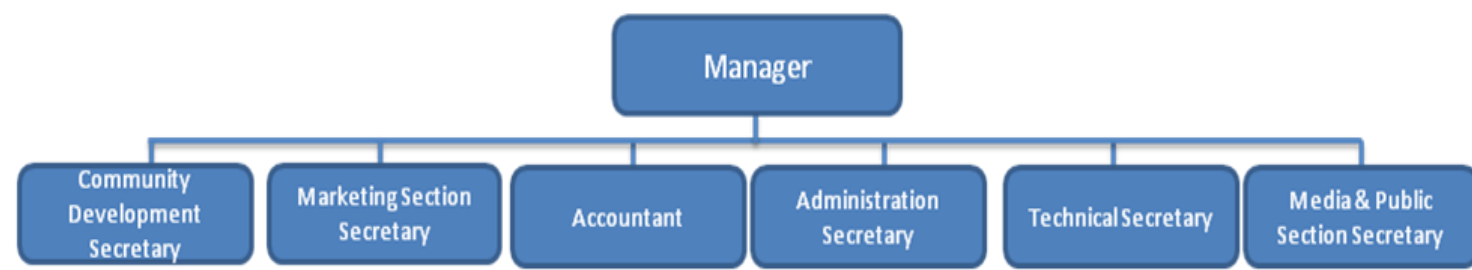 Manager
Community
Development
Secretary
Marketing Section
Secretary
Accountant
Administration
Secretary
Technical Secretary
Media & Public
Section Secretary